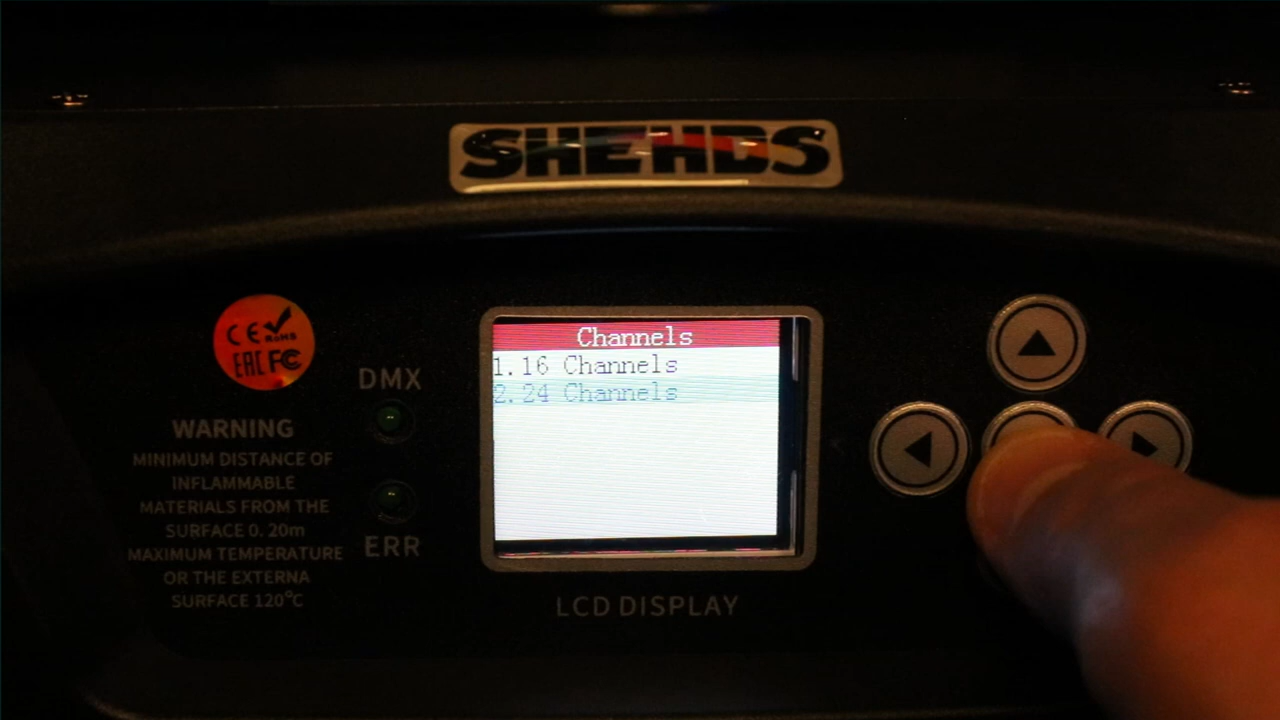 SHEHDS
CE RoHS
EAC FC
DMX
WARNING
MINIMUM DISTANCE OF
INFLAMMABLE
MATERIALS FROM THE
SURFACE 0. 20m
MAXIMUM TEMPERATURE
OR THE EXTERNA
SURFACE 120°C
ERR
Channels
1.16 Channels
2.24 Channels
LCD DISPLAY